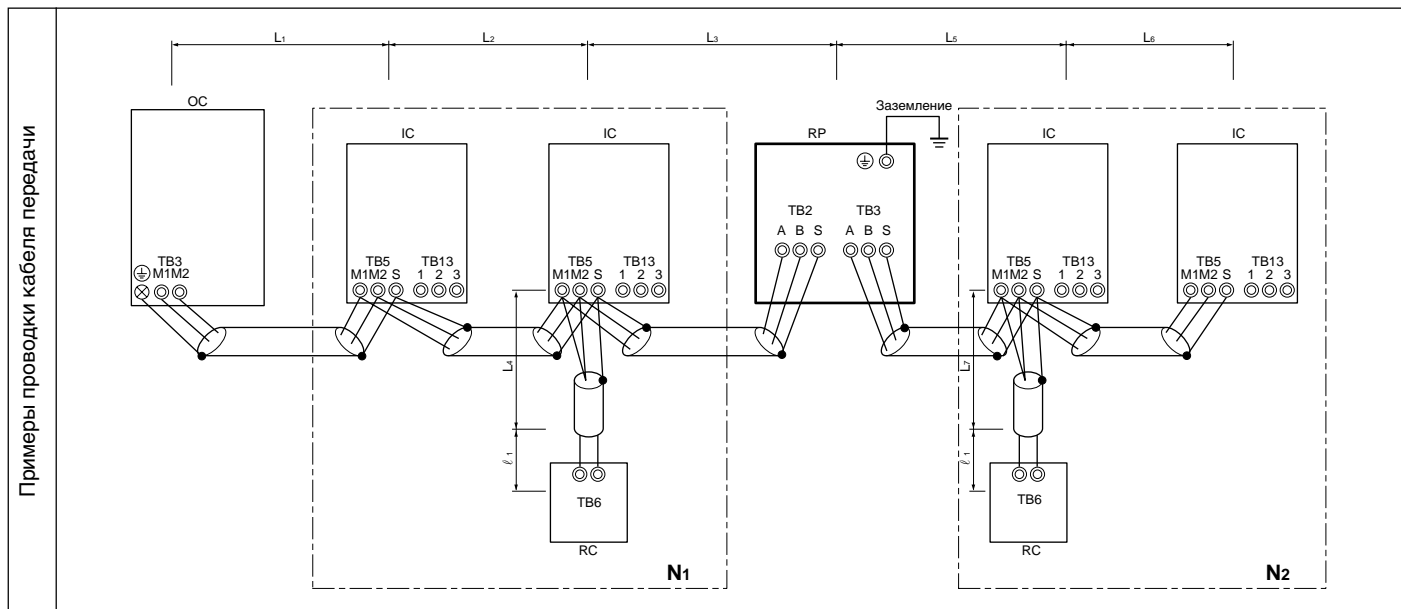 Примеры проводки кабеля передачи
L1 L2 L3 L5 L6
OC
IC IC
RP
Заземление
IC IC
TB2 TB3
A B S A B S
TB3
M1M2
TB5 TB13
M1M2 S 1 2 3
TB5 TB13
M1M2 S 1 2 3
TB5 TB13
M1M2 S 1 2 3
TB5 TB13
M1M2 S 1 2 3
L4
L7
ℓ1
ℓ1
TB6
RC
TB6
RC
N1
N2